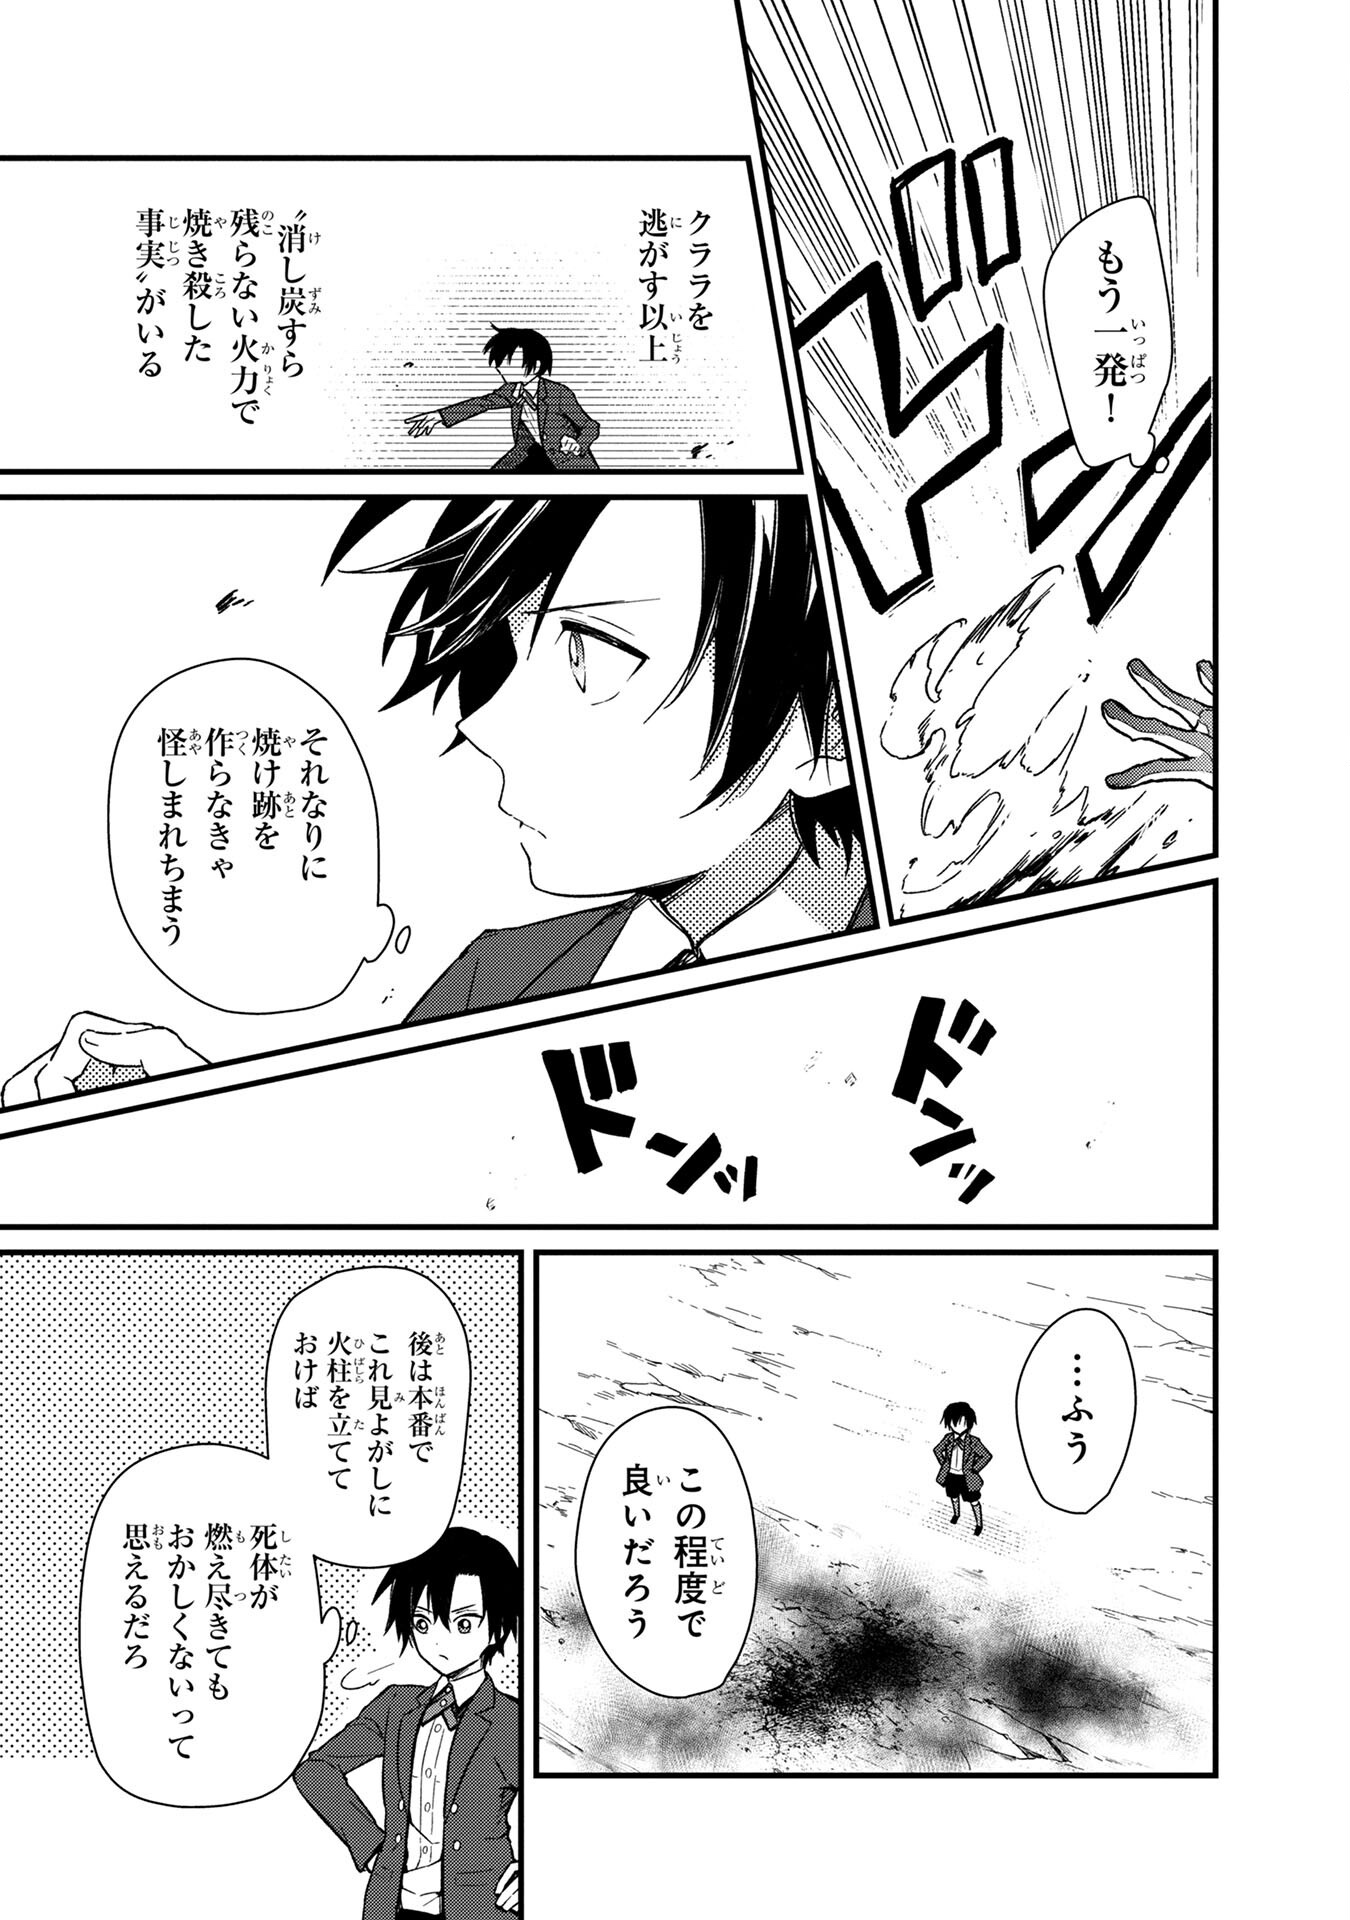 もう一発！
ドドンッ
クララを
逃がす以上
〝消し炭すら
残らない火力で
焼き殺した
事実〟がいる
それなりに
焼け跡を
作らなきゃ
怪しまれちまう
ドンッ
ドンッ
…ふう
この程度で
良いだろう
後は本番で
これ見よがしに
火柱を立てて
おけば
死体が
燃え尽きても
おかしくないって
思えるだろ